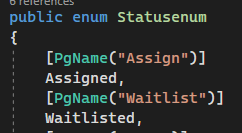 6 references
public enum Statusenum
{
[PgName("Assign")]
Assigned,
[PgName("Waitlist")]
Waitlisted,